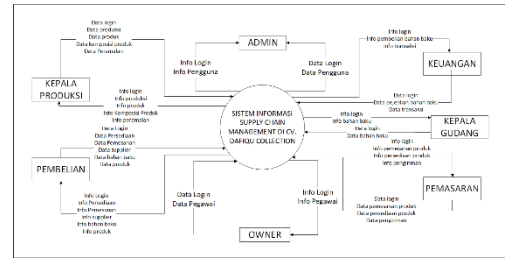 Data login
Data produksi
Data produk
Data komposisi produk
Data Peramalan
KEPALA
PRODUKSI
Info login
Info produksi
Info produk
Info Komposisi Produk
Info peramalan
Data Login
Data Persediaan
Data Pemesanan
Data supplier
Data bahan baku
Data produk
PEMBELIAN
Info Login
Info Persediaan
Info Pemesanan
Info supplier
Info bahan baku
Info produk
ADMIN
Info Login
Info Pengguna
Data Login
Data Pengguna
SISTEM INFORMASI
SUPPLY CHAIN
MANAGEMENT DI CV.
DAFIQU COLLECTION
Data Login
Data Pegawai
Info Login
Info Pegawai
OWNER
Info login
Info pembelian bahan baku
Info transaksi
KEUANGAN
Data login
Data pejenlian bahan baku
Data transaksi
Info login
Info bahan baku
Data login
Data bahan baku
KEPALA
GUDANG
Info login
Info pemesanan produk
Info persediaan produk
Info pengiriman
PEMASARAN
Data login
Data pemesanan produk
Data persediaan produk
Data pengiriman